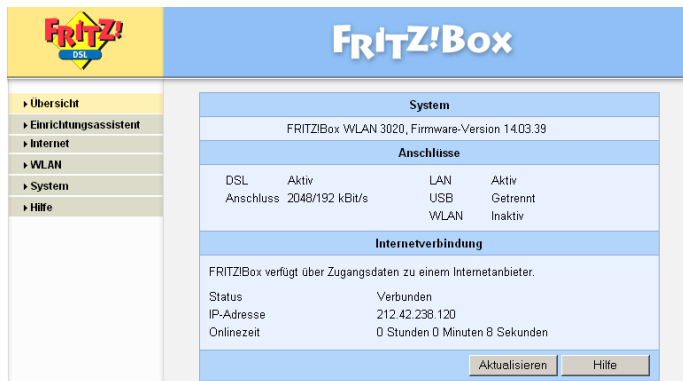 FRITZ!
DSL
FRITZ!BOX
Übersicht
Einrichtungsassistent
Internet
WLAN
System
Hilfe
System
FRITZ!Box WLAN 3020, Firmware-Version 14.03.39
Anschlüsse
DSL Aktiv LAN Aktiv
Anschluss 2048/192 kBit/s USB Getrennt
WLAN Inaktiv
Internetverbindung
FRITZ!Box verfügt über Zugangsdaten zu einem Internetanbieter.
Status Verbunden
IP-Adresse 212.42.238.120
Onlinezeit 0 Stunden 0 Minuten 8 Sekunden
Aktualisieren Hilfe